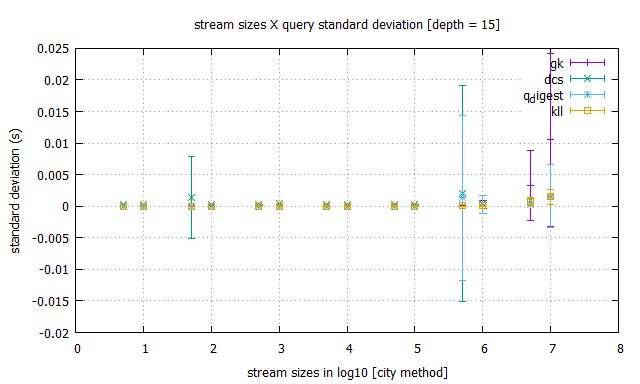 stream sizes X query standard deviation [depth = 15]
0.025
0.02
0.015
0.01
0.005
0
-0.005
-0.01
-0.015
-0.02
standard deviation (s)
gk
dcs
q_digest
kll
0 1 2 3 4 5 6 7 8
stream sizes in log10 [city method]